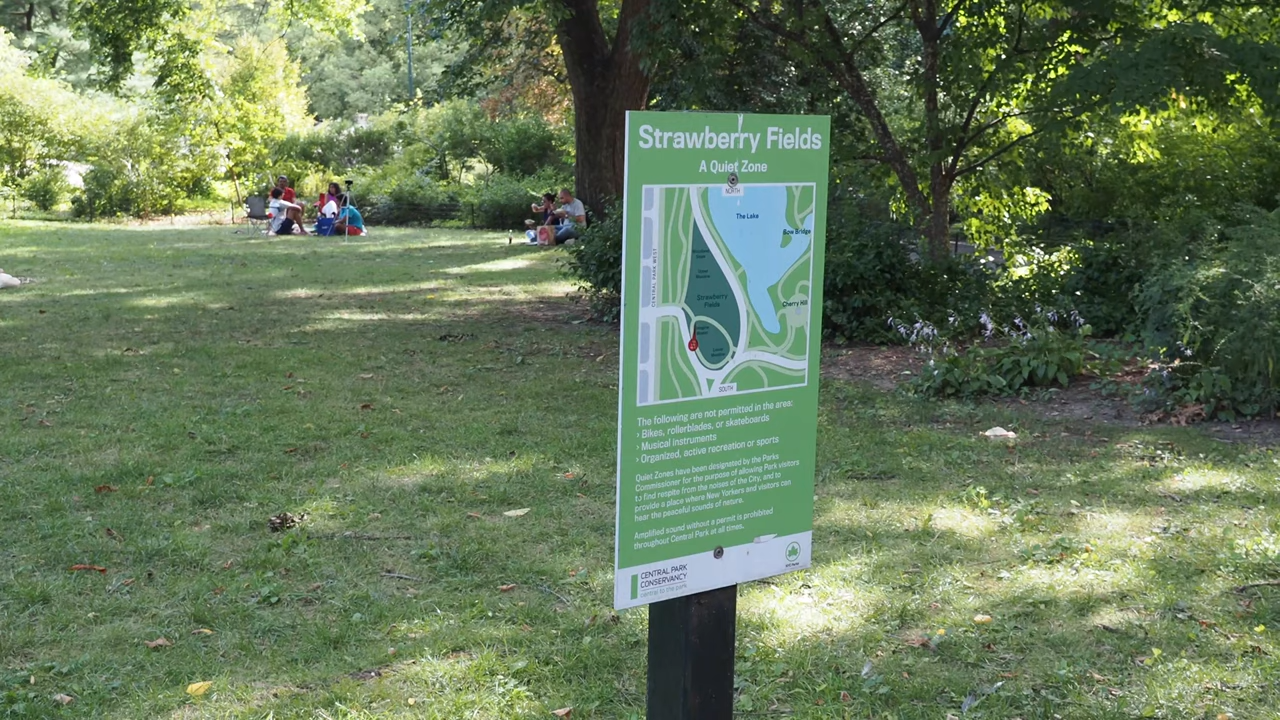 Strawberry Fields
A Quiet Zone
NORTH
The Lake
Bow Bridge
CENTRAL PARK WEST
Strawberry
Fields
Cherry Hill
SOUTH
The following are not permitted in the area:
› Bikes, rollerblades, or skateboards
› Musical instruments
› Organized, active recreation or sports
Quiet Zones have been designated by the Parks
Commissioner for the purpose of allowing Park visitors
to find respite from the noises of the City, and to
provide a place where New Yorkers and visitors can
hear the peaceful sounds of nature.
Amplified sound without a permit is prohibited
throughout Central Park at all times.
CENTRAL PARK
CONSERVANCY
central to the park